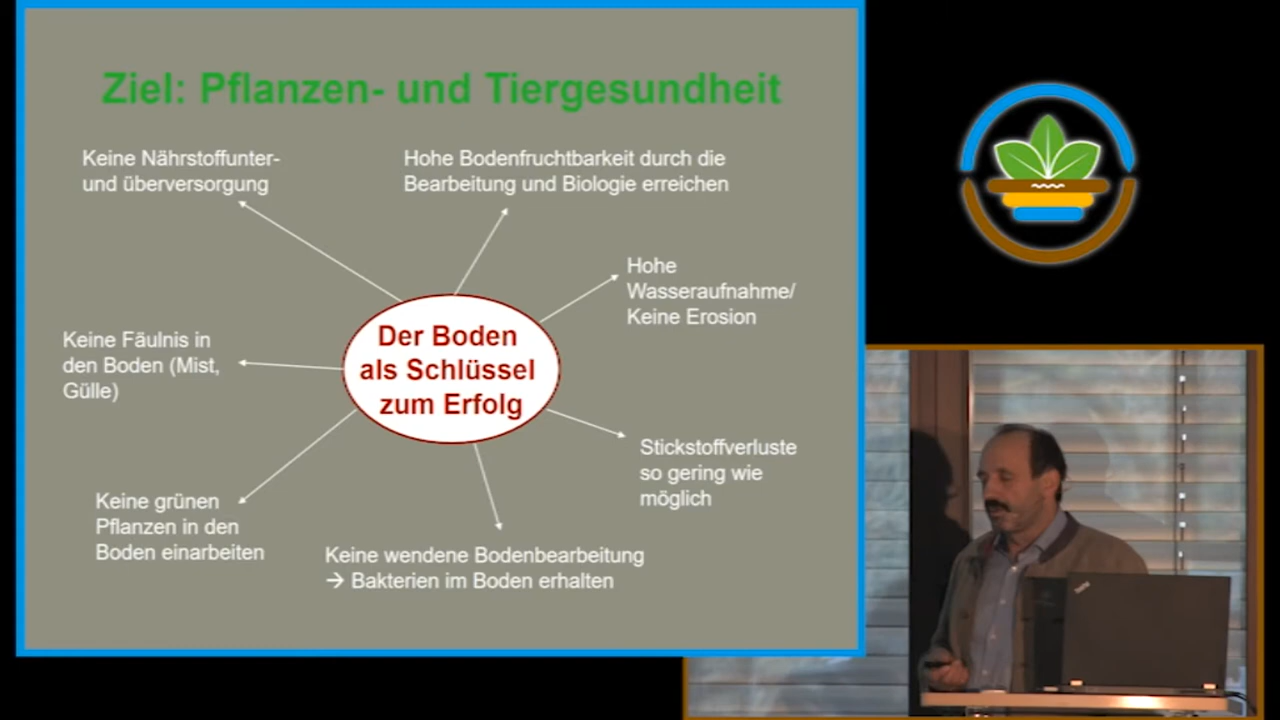 Ziel: Pflanzen- und Tiergesundheit
Keine Nährstoffunter-
und überversorgung
Hohe Bodenfruchtbarkeit durch die
Bearbeitung und Biologie erreichen
Hohe
Wasseraufnahme/
Keine Erosion
Der Boden
als Schlüssel
zum Erfolg
Keine Fäulnis in
den Boden (Mist,
Gülle)
Stickstoffverluste
so gering wie
möglich
Keine grünen
Pflanzen in den
Boden einarbeiten
Keine wendene Bodenbearbeitung
→ Bakterien im Boden erhalten